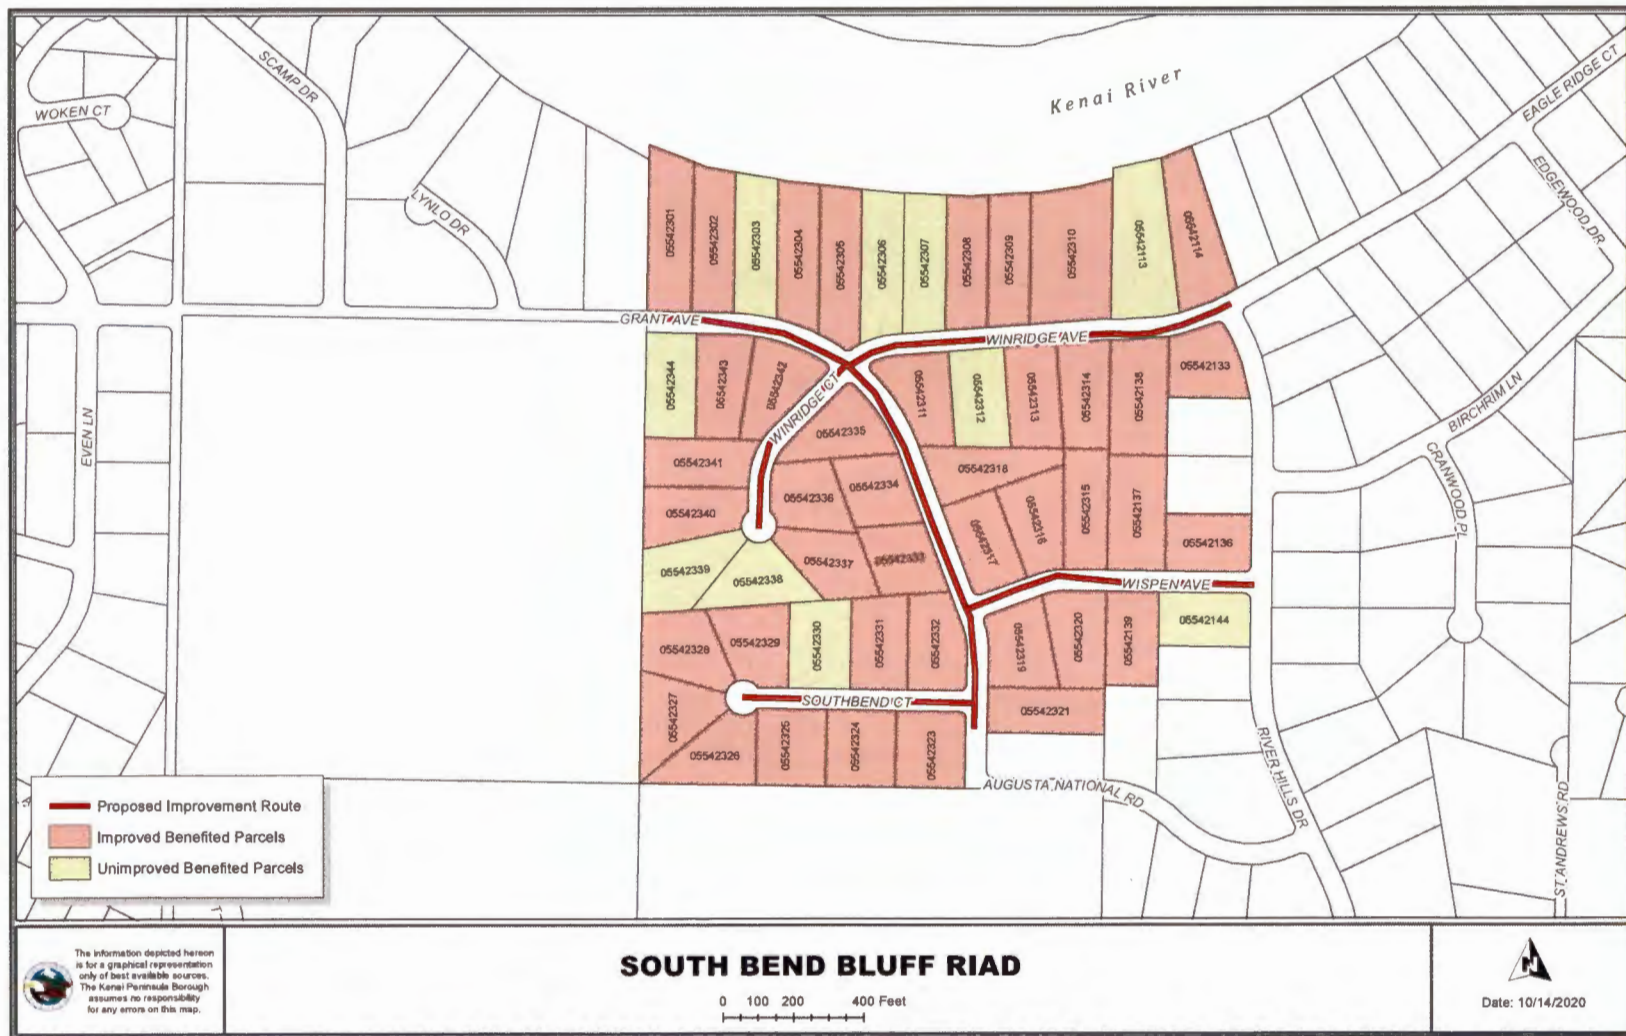 Kenai River
EAGLE RIDGE CT
SCAMP DR
WOKEN CT
EDGEWOOD DR
LYNLO DR
05542301
05542302
05542303
05542304
05542305
05542306
05542307
05542308
05542309
05542310
05542113
05542114
GRANT AVE
WINRIDGE AVE
05542344
05542343
05542342
WINRIDGE CT
05542311
05542312
05542313
05542314
05542138
05542133
BIRCHRIM LN
EVEN LN
05542335
05542341
05542318
CRANWOOD PL
05542336
05542334
05542340
05542316
05542315
05542137
05542317
05542136
05542339
05542338
05542337
05542333
WISPEN AVE
05542328
05542329
05542330
05542331
05542332
05542319
05542320
05542139
05542144
SOUTHBEND CT
05542327
05542326
05542325
05542324
05542323
05542321
AUGUSTA NATIONAL RD
RIVER HILLS DR
ST ANDREWS RD
Proposed Improvement Route
Improved Benefited Parcels
Unimproved Benefited Parcels
The information depicted hereon
is for a graphical representation
only of best available sources.
The Kenai Peninsula Borough
assumes no responsibility
for any errors on this map.
SOUTH BEND BLUFF RIAD
0 100 200 400 Feet
N
Date: 10/14/2020